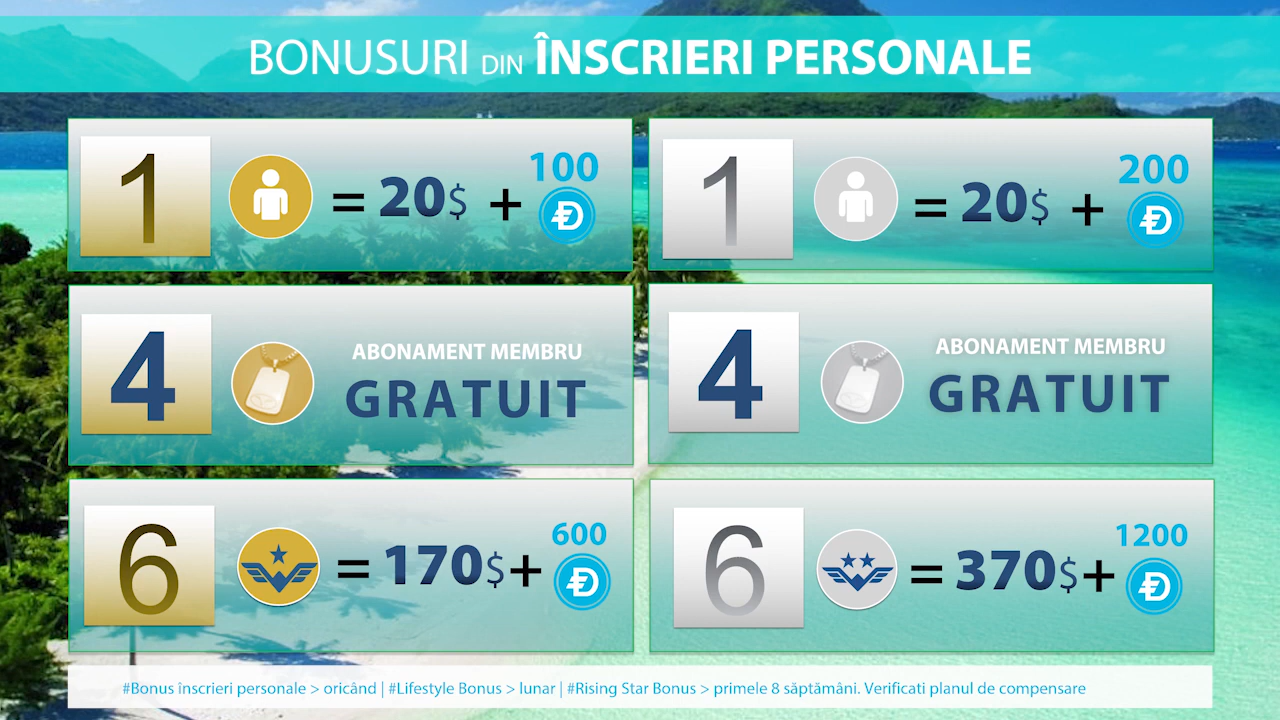 BONUSURI DIN ÎNSCRIERI PERSONALE
1 = 20$ + 100
1 = 20$ + 200
4 ABONAMENT MEMBRU
GRATUIT
4 ABONAMENT MEMBRU
GRATUIT
6 = 170$ + 600
6 = 370$ + 1200
#Bonus înscrieri personale > oricând | #Lifestyle Bonus > lunar | #Rising Star Bonus > primele 8 săptămâni. Verificati planul de compensare